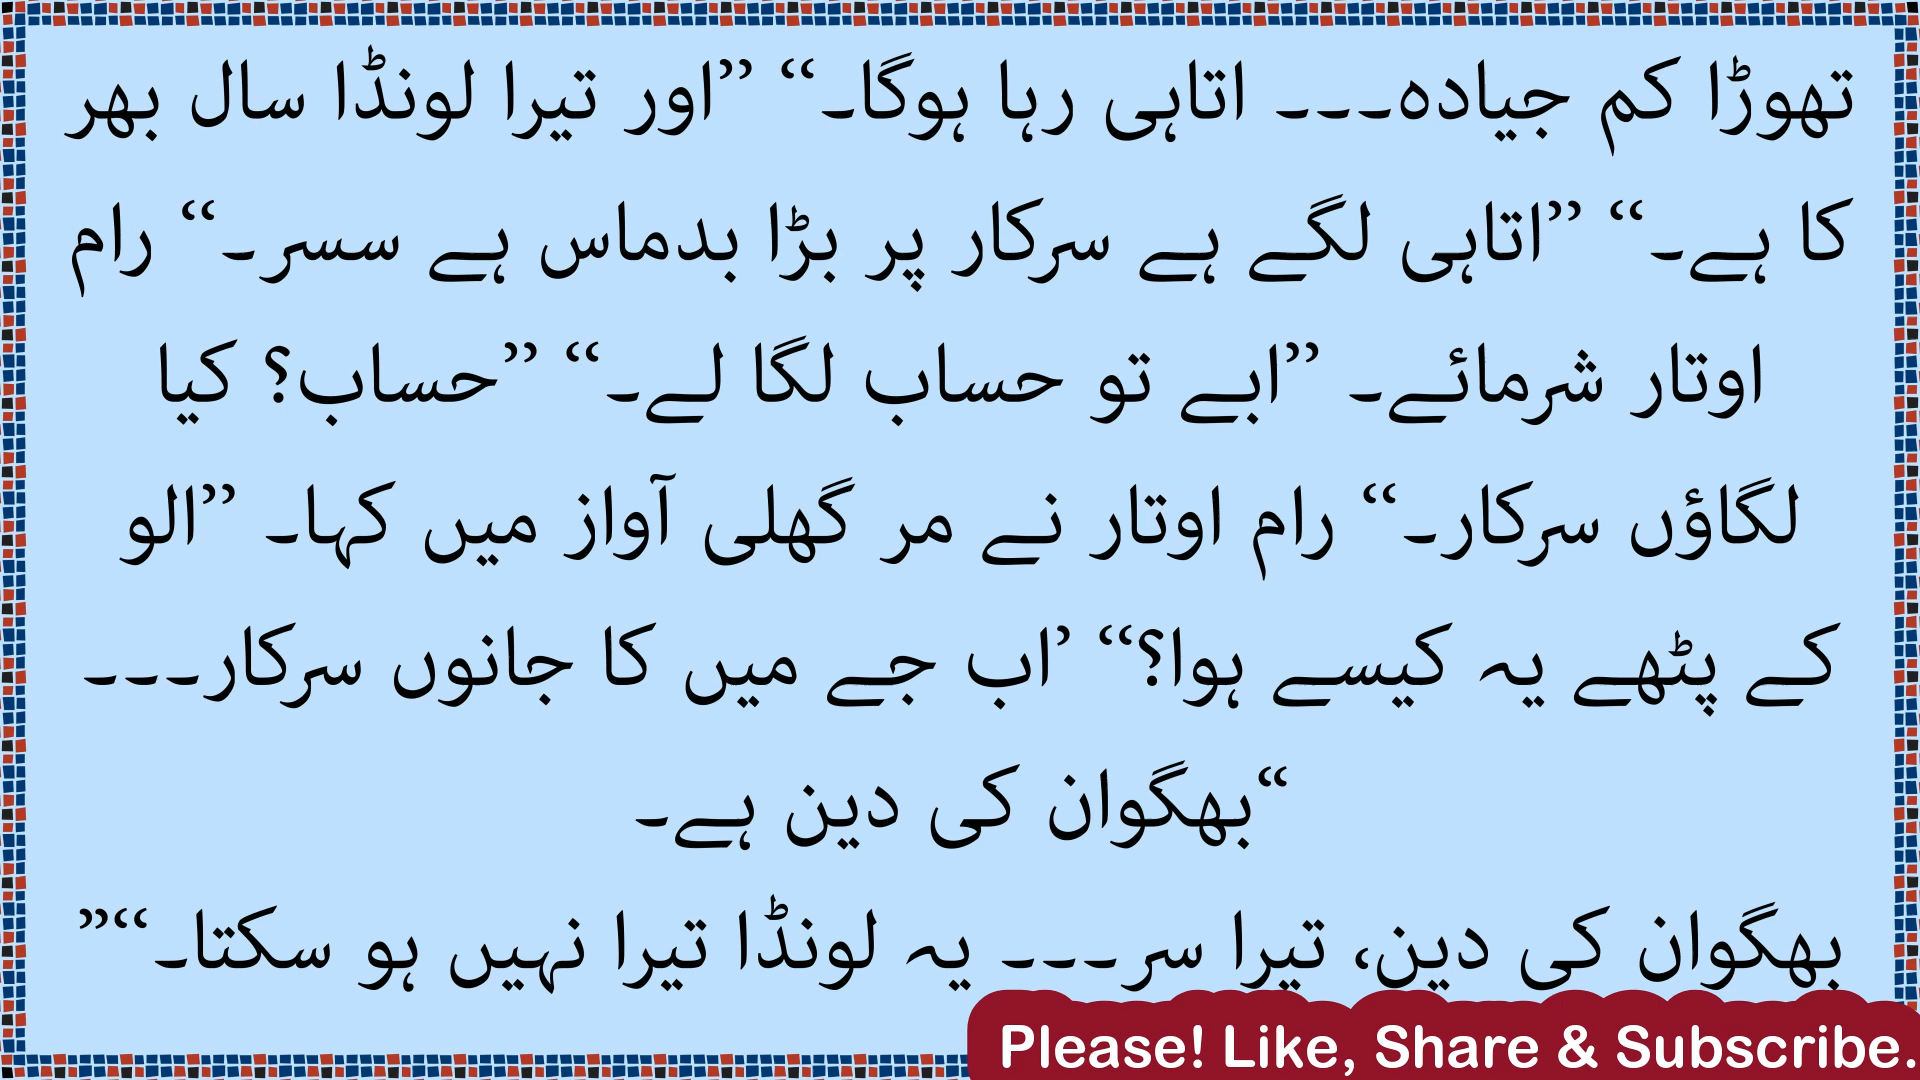 تھوڑا کم جیادہ۔۔۔ اتاہی رہا ہوگا۔‘‘ ’’اور تیرا لونڈا سال بھر
کا ہے۔‘‘ ’’اتاہی لگے ہے سرکار پر بڑا بدماس ہے سسر۔‘‘ رام
اوتار شرمائے۔ ’’ابے تو حساب لگا لے۔‘‘ ’’حساب؟ کیا
لگاؤں سرکار۔‘‘ رام اوتار نے مر گھلی آواز میں کہا۔ ’’الو
کے پٹھے یہ کیسے ہوا؟‘‘ ’اب جے میں کا جانوں سرکار۔۔۔
‘‘بھگوان کی دین ہے۔
بھگوان کی دین، تیرا سر۔۔۔ یہ لونڈا تیرا نہیں ہو سکتا۔‘‘’’
Please! Like, Share & Subscribe.